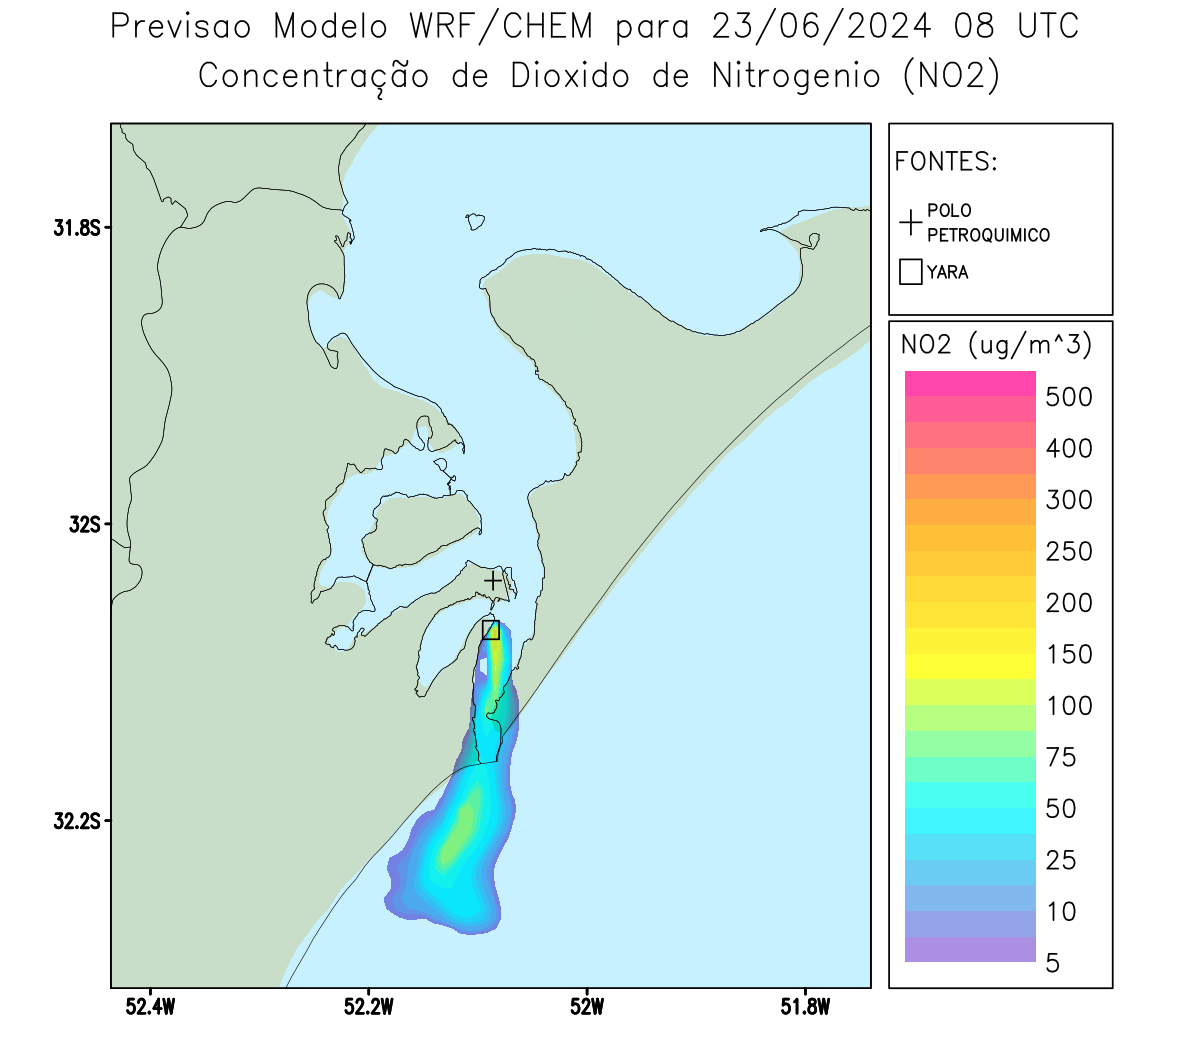 Previsao Modelo WRF/CHEM para 23/06/2024 08 UTC
Concentração de Dioxido de Nitrogenio (NO2)
FONTES:
POLO
PETROQUIMICO
YARA
31.8S
32S
32.2S
52.4W
52.2W
52W
51.8W
NO2 (ug/m^3)
500
400
300
250
200
150
100
75
50
25
10
5